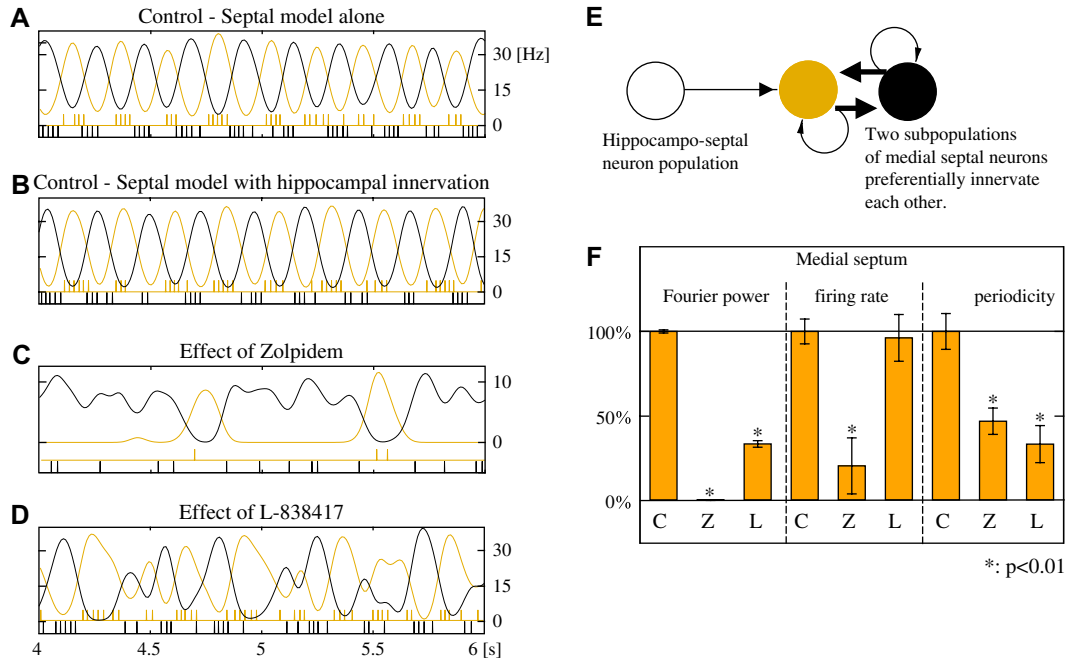 A
Control - Septal model alone
30 [Hz]
15
0
B
Control - Septal model with hippocampal innervation
30
15
0
C
Effect of Zolpidem
10
0
D
Effect of L-838417
30
15
0
4
4.5
5
5.5
6 [s]
E
Hippocampo-septal
neuron population
Two subpopulations
of medial septal neurons
preferentially innervate
each other.
F
Medial septum
Fourier power
firing rate
periodicity
100%
50%
0%
*
*
*
*
*
C
Z
L
C
Z
L
C
Z
L
*: p<0.01